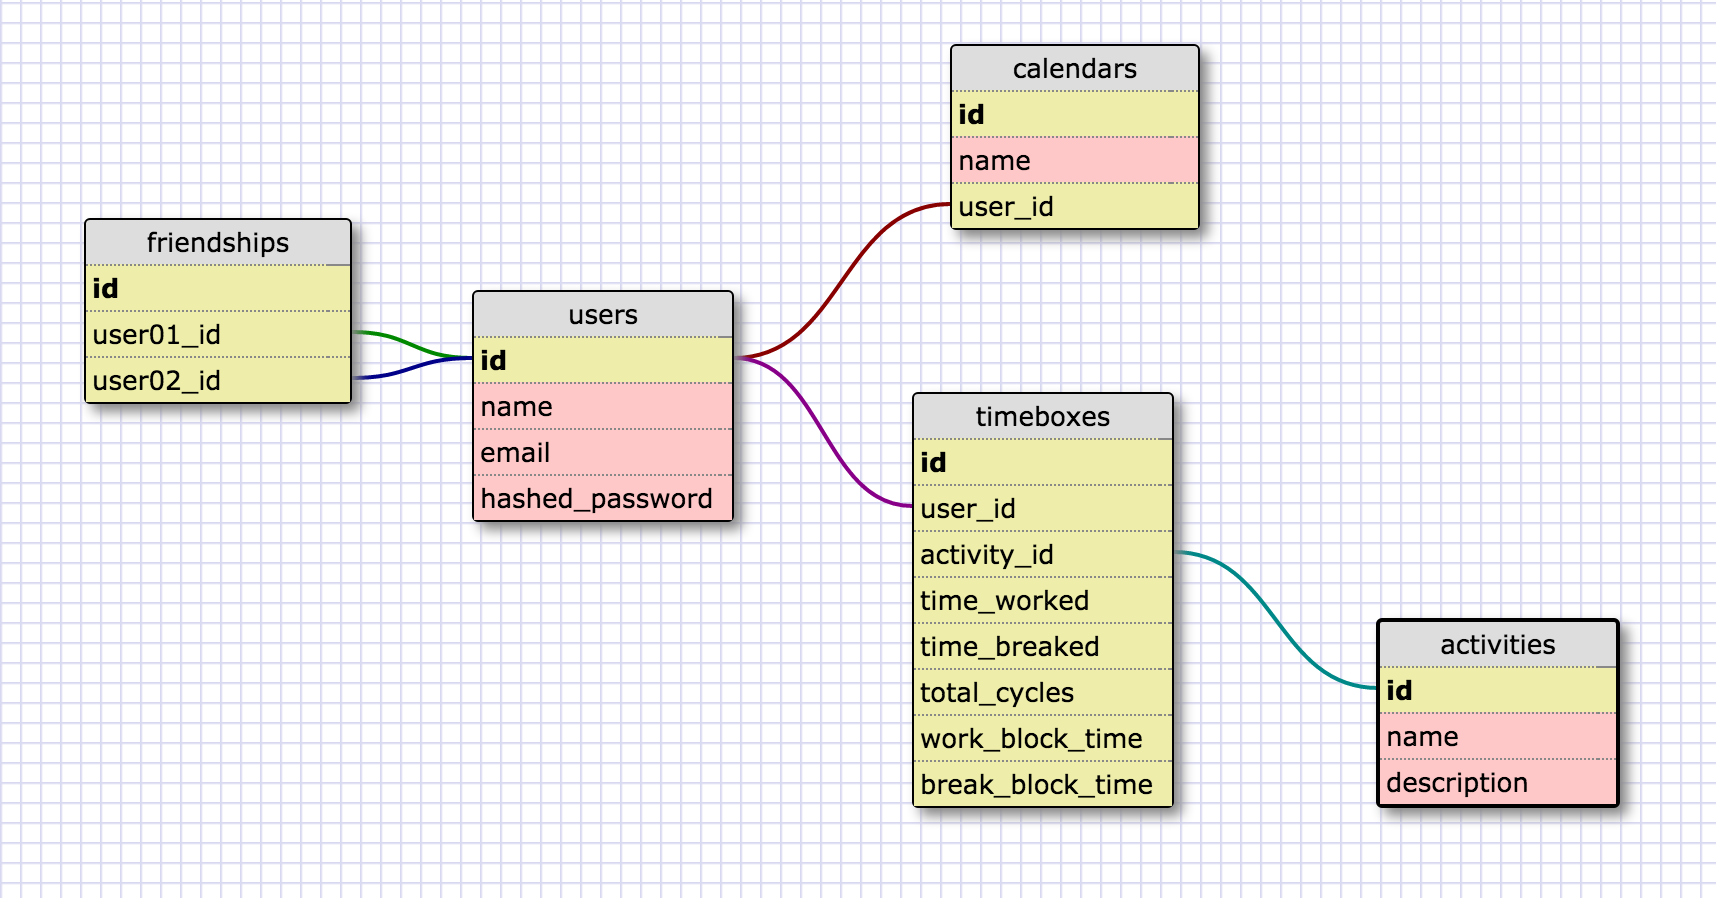 friendships
id
user01_id
user02_id
users
id
name
email
hashed_password
calendars
id
name
user_id
timeboxes
id
user_id
activity_id
time_worked
time_breaked
total_cycles
work_block_time
break_block_time
activities
id
name
description